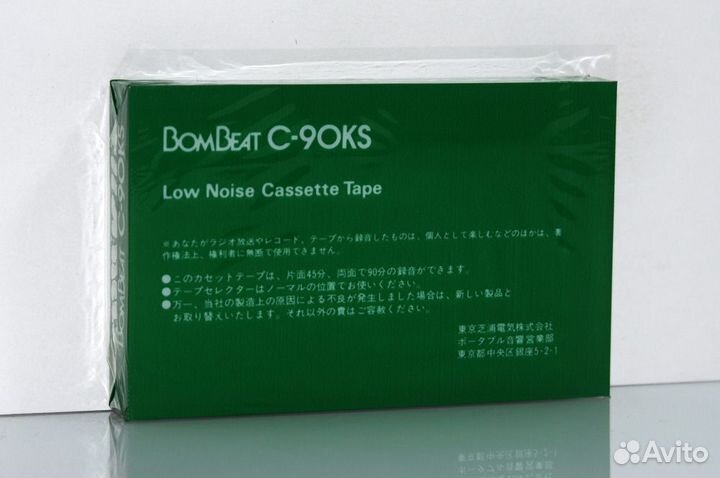 BomBeat C-90KS
Low Noise Cassette Tape
※あなたがラジオ放送やレコード、テープから録音したものは、個人として楽しむなどのほかは、著
作権法上、権利者に無断で使用できません。
●このカセットテープは、片面45分、両面で90分の録音ができます。
●テープセレクターはノーマルの位置でお使いください。
●万一、当社の製造上の原因による不良が発生しました場合は、新しい製品と
お取り替えいたします。それ以外の責はご容赦ください。
東京芝浦電気株式会社
ポータブル音響営業部
東京都中央区銀座5-2-1
BomBeat C-90KS
Avito